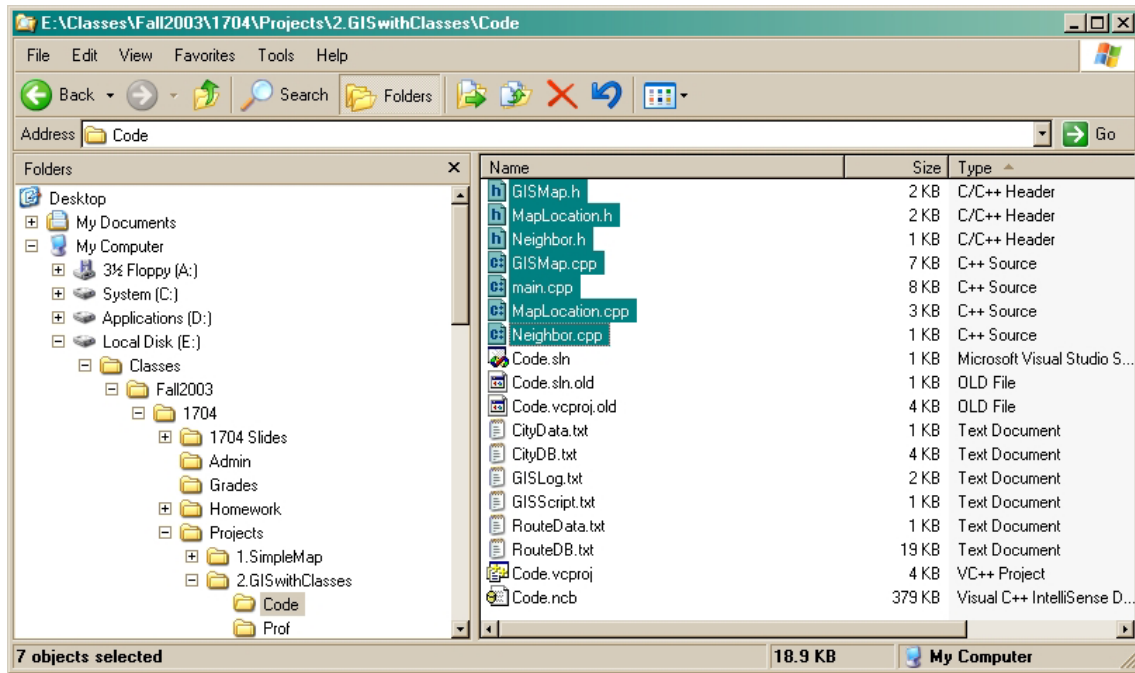 E:\Classes\Fall2003\1704\Projects\2.GISwithClasses\Code
File Edit View Favorites Tools Help
Back Search Folders
Address Code Go
Folders
Desktop
My Documents
My Computer
3½ Floppy (A:)
System (C:)
Applications (D:)
Local Disk (E:)
Classes
Fall2003
1704
1704 Slides
Admin
Grades
Homework
Projects
1.SimpleMap
2.GISwithClasses
Code
Prof
Name Size Type
GISMap.h 2 KB C/C++ Header
MapLocation.h 2 KB C/C++ Header
Neighbor.h 1 KB C/C++ Header
GISMap.cpp 7 KB C++ Source
main.cpp 8 KB C++ Source
MapLocation.cpp 3 KB C++ Source
Neighbor.cpp 1 KB C++ Source
Code.sln 1 KB Microsoft Visual Studio S...
Code.sln.old 1 KB OLD File
Code.vcproj.old 4 KB OLD File
CityData.txt 1 KB Text Document
CityDB.txt 4 KB Text Document
GISLog.txt 2 KB Text Document
GISScript.txt 1 KB Text Document
RouteData.txt 1 KB Text Document
RouteDB.txt 19 KB Text Document
Code.vcproj 4 KB VC++ Project
Code.ncb 379 KB Visual C++ IntelliSense D...
7 objects selected 18.9 KB My Computer